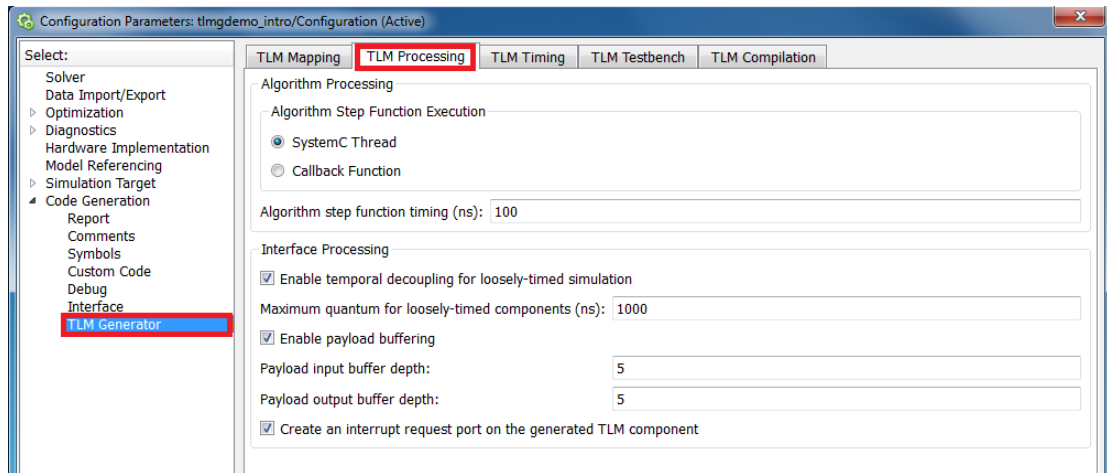 Configuration Parameters: tlmgdemo_intro/Configuration (Active)
Select:
Solver
Data Import/Export
Optimization
Diagnostics
Hardware Implementation
Model Referencing
Simulation Target
Code Generation
Report
Comments
Symbols
Custom Code
Debug
Interface
TLM Generator
TLM Mapping TLM Processing TLM Timing TLM Testbench TLM Compilation
Algorithm Processing
Algorithm Step Function Execution
SystemC Thread
Callback Function
Algorithm step function timing (ns): 100
Interface Processing
Enable temporal decoupling for loosely-timed simulation
Maximum quantum for loosely-timed components (ns): 1000
Enable payload buffering
Payload input buffer depth: 5
Payload output buffer depth: 5
Create an interrupt request port on the generated TLM component